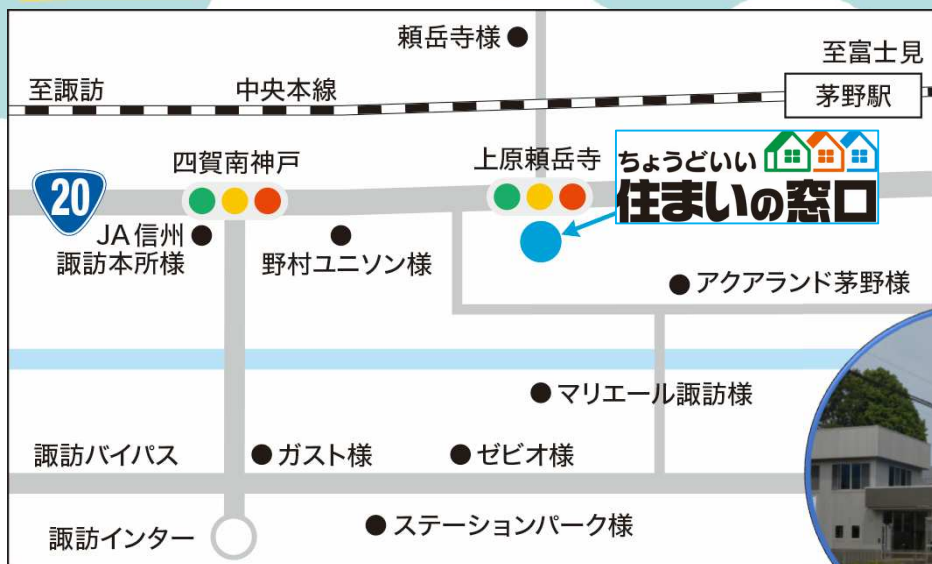 頼岳寺様
至富士見
至諏訪
中央本線
茅野駅
四賀南神戸
上原頼岳寺
ちょうどいい
住まいの窓口
20
JA信州
諏訪本所様
野村ユニソン様
アクアランド茅野様
マリエール諏訪様
諏訪バイパス
ガスト様
ゼビオ様
諏訪インター
ステーションパーク様